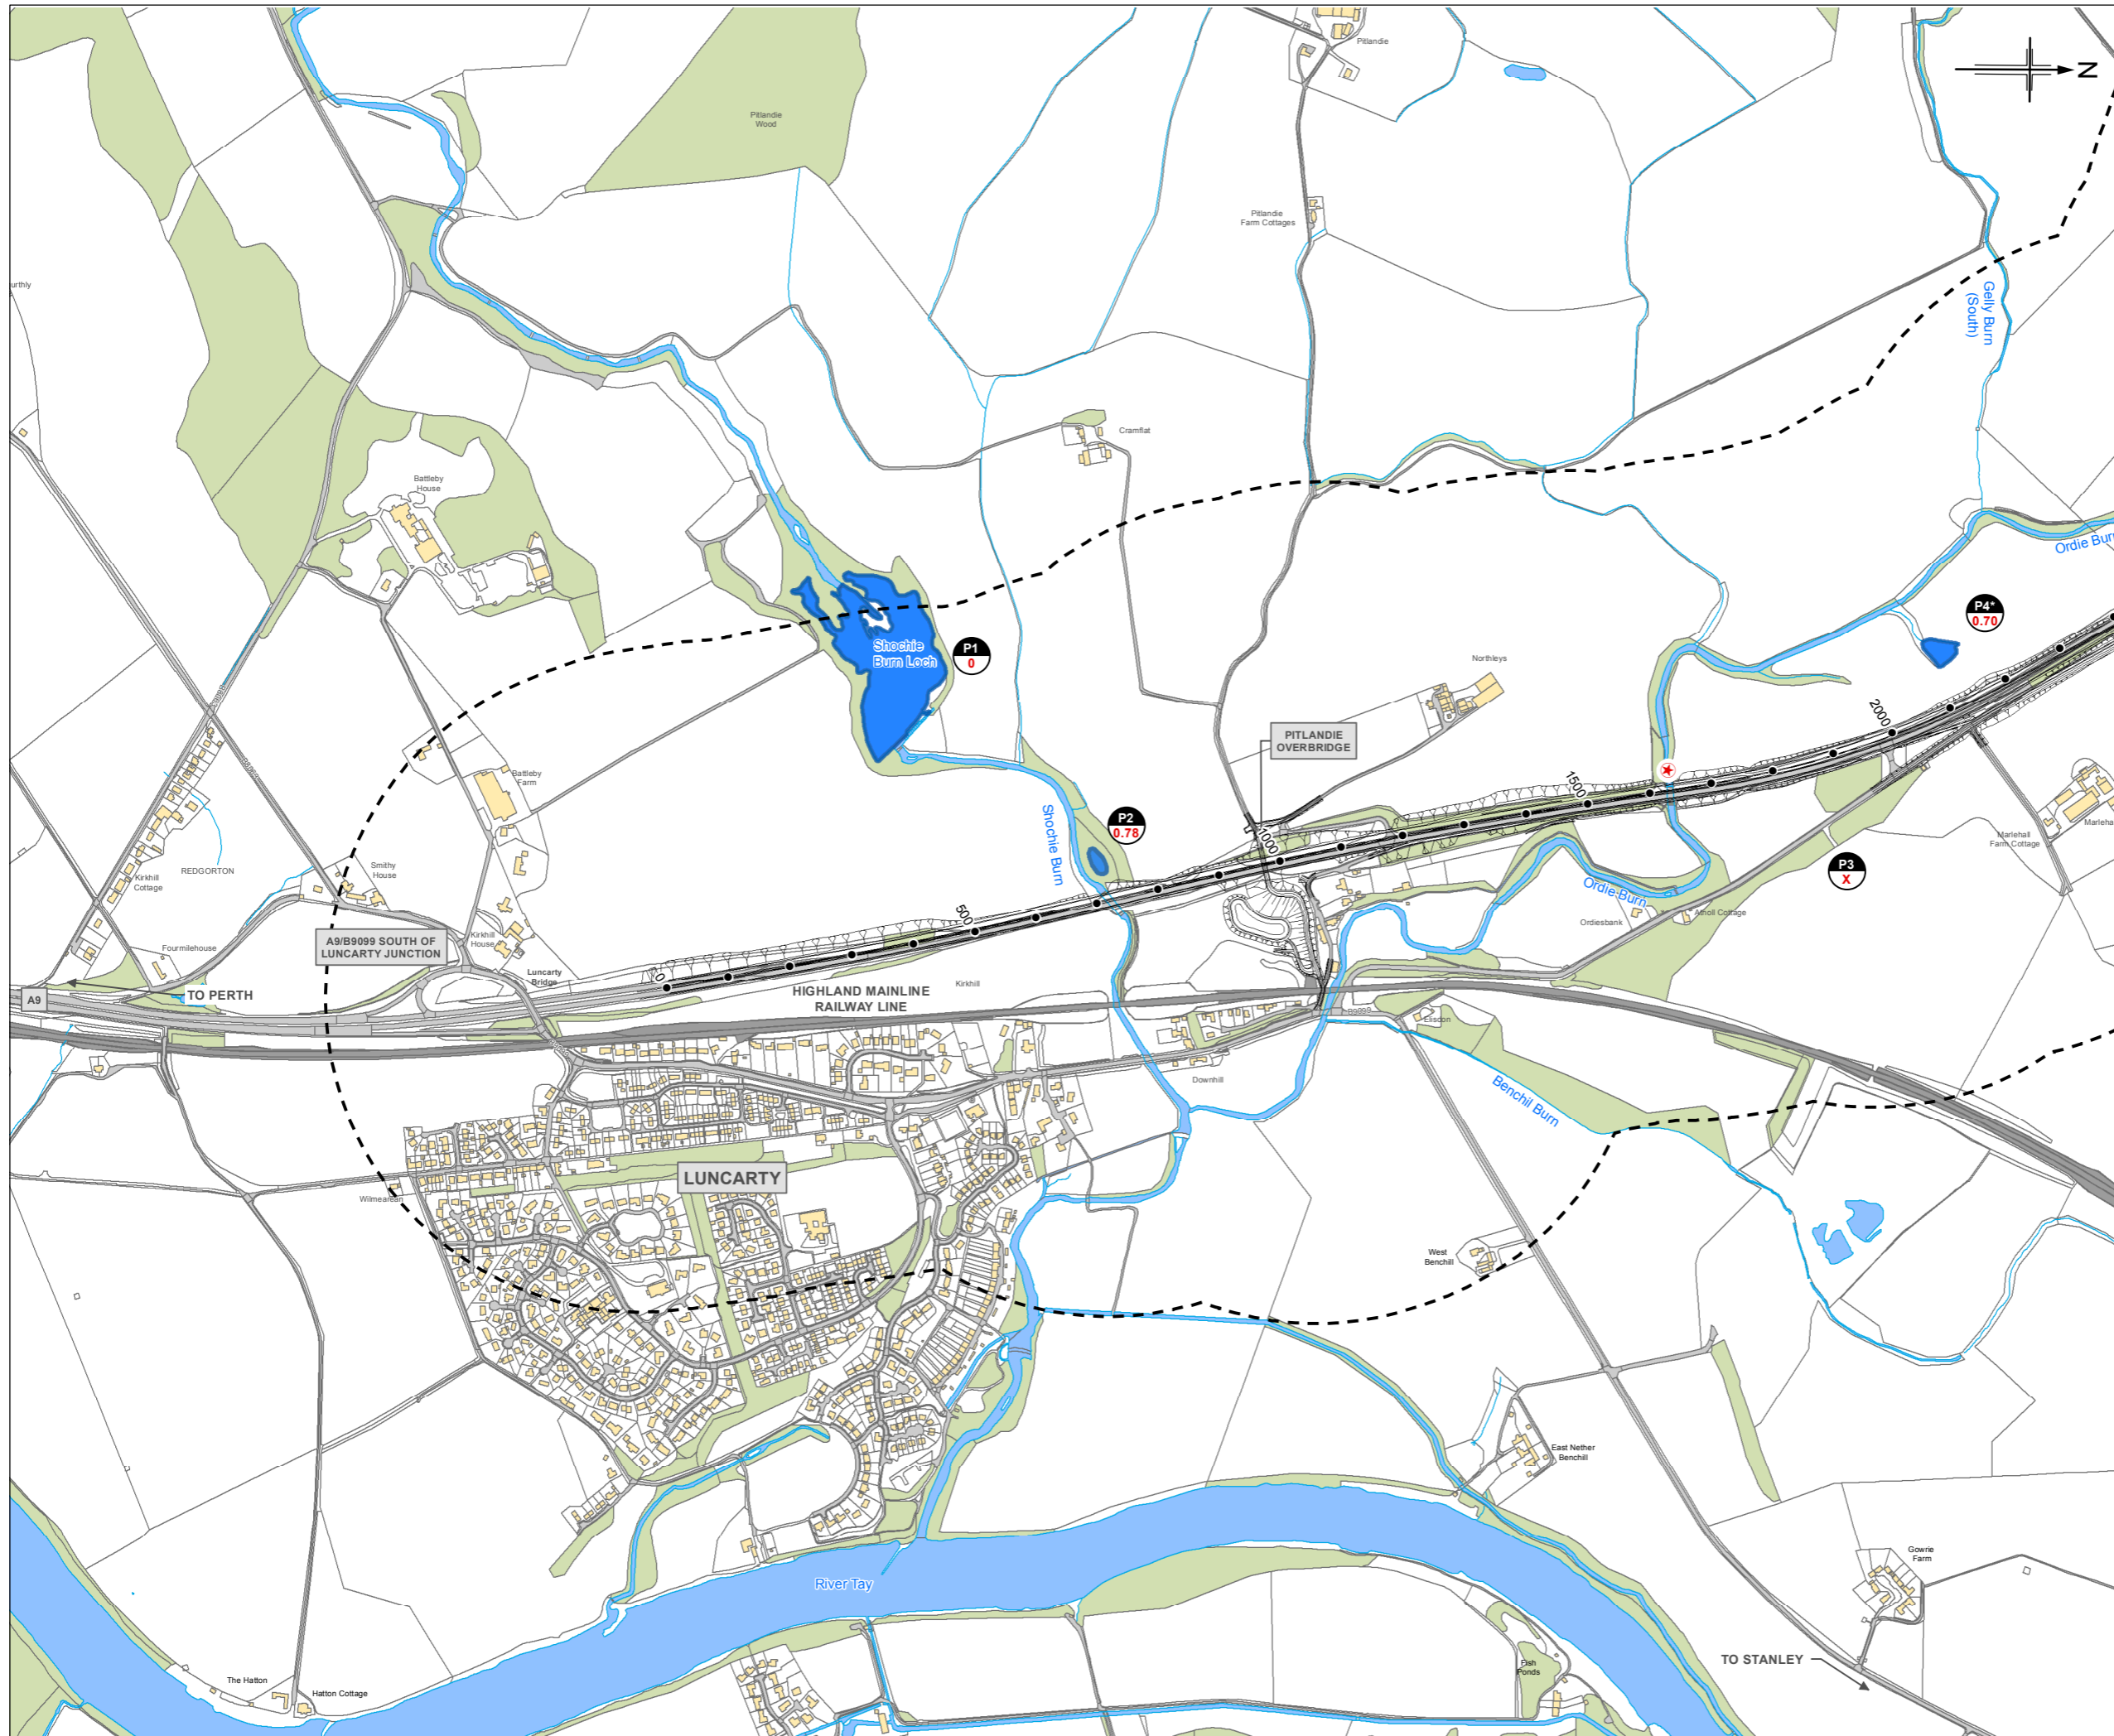 Pitlandie
N
Pitlandie
Wood
Pitlandie
Farm Cottages
urthly
Gelly Burn
(South)
Cramflat
Battleby
House
Ordie Burn
P4*
0.70
Shochie
Burn Loch
P1
0
Northleys
2000
PITLANDIE
OVERBRIDGE
Battleby
Farm
1500
Shochie Burn
P2
0.78
1000
Marlehall
Farm Cottage
Marleha
P3
X
REDGORTON
Kirkhill
Cottage
Smithy
House
Ordie Burn
Atholl Cottage
Ordiesbank
500
Kirkhill
House
A9/B9099 SOUTH OF
LUNCARTY JUNCTION
Fourmilehouse
Luncarty
Bridge
0
Kirkhill
A9
TO PERTH
HIGHLAND MAINLINE
RAILWAY LINE
B9099
Elisdon
Downhill
Benchil Burn
LUNCARTY
Wilmearean
West
Benchill
East Nether
Benchill
Gowrie
Farm
River Tay
TO STANLEY
Fish
Ponds
The Hatton
Hatton Cottage